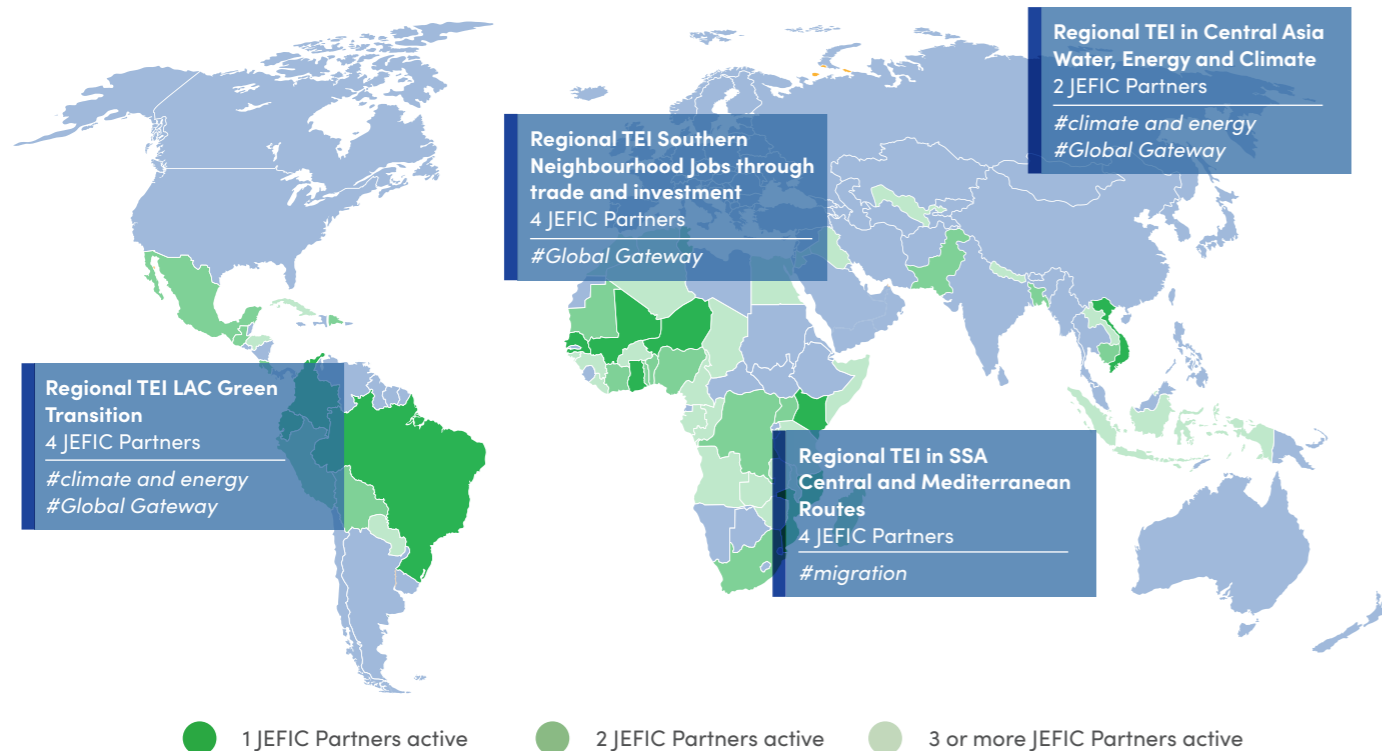 Regional TEI in Central Asia
Water, Energy and Climate
2 JEFIC Partners
#climate and energy
#Global Gateway
Regional TEI Southern
Neighbourhood Jobs through
trade and investment
4 JEFIC Partners
#Global Gateway
Regional TEI LAC Green
Transition
4 JEFIC Partners
#climate and energy
#Global Gateway
Regional TEI in SSA
Central and Mediterranean
Routes
4 JEFIC Partners
#migration
1 JEFIC Partners active
2 JEFIC Partners active
3 or more JEFIC Partners active